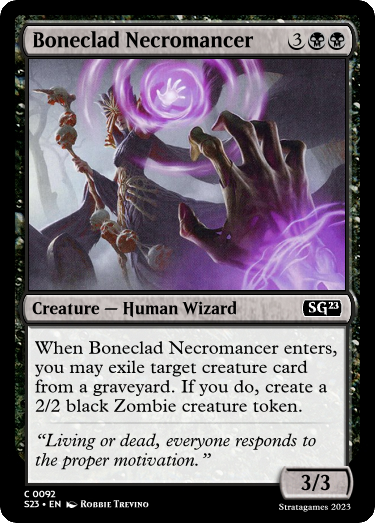 Boneclad Necromancer 3
Creature — Human Wizard SG23
When Boneclad Necromancer enters,
you may exile target creature card
from a graveyard. If you do, create a
2/2 black Zombie creature token.
“Living or dead, everyone responds to
the proper motivation.”
3/3
C 0092
S23 • EN Robbie Trevino
Stratagames 2023